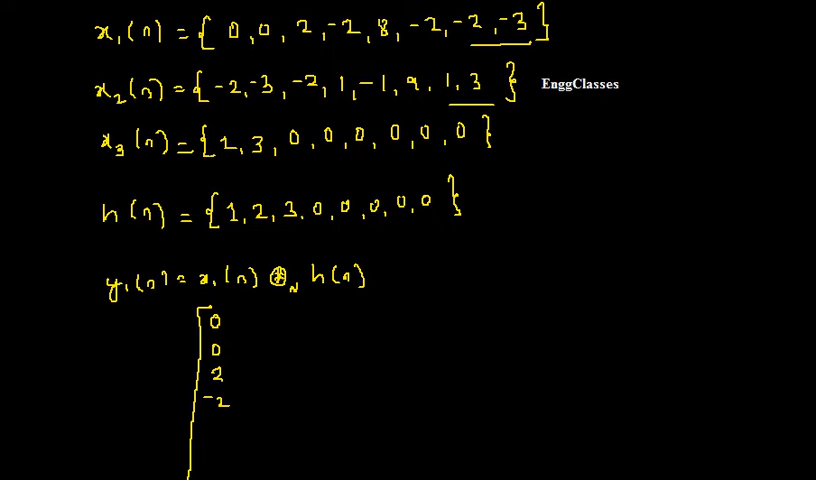 x₁(n) = { 0, 0, 2, -2, 8, -2, -2, -3 }
x₂(n) = { -2, -3, -2, 1, -1, 9, 1, 3 }
EnggClasses
x₃(n) = { 1, 3, 0, 0, 0, 0, 0, 0 }
h(n) = { 1, 2, 3, 0, 0, 0, 0, 0 }
y₁(n) = x₁(n) ⊛N h(n)
0
0
2
-2